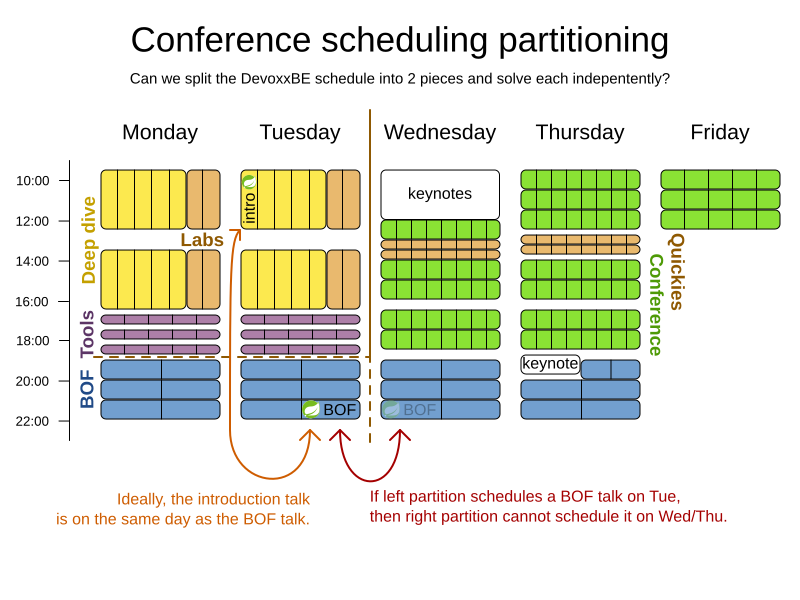 Conference scheduling partitioning
Can we split the DevoxxBE schedule into 2 pieces and solve each indepentently?
Monday
Tuesday
Wednesday
Thursday
Friday
10:00
12:00
14:00
16:00
18:00
20:00
22:00
Deep dive
Labs
Tools
BOF
intro
keynotes
Quickies
Conference
keynote
BOF
BOF
Ideally, the introduction talk
is on the same day as the BOF talk.
If left partition schedules a BOF talk on Tue,
then right partition cannot schedule it on Wed/Thu.